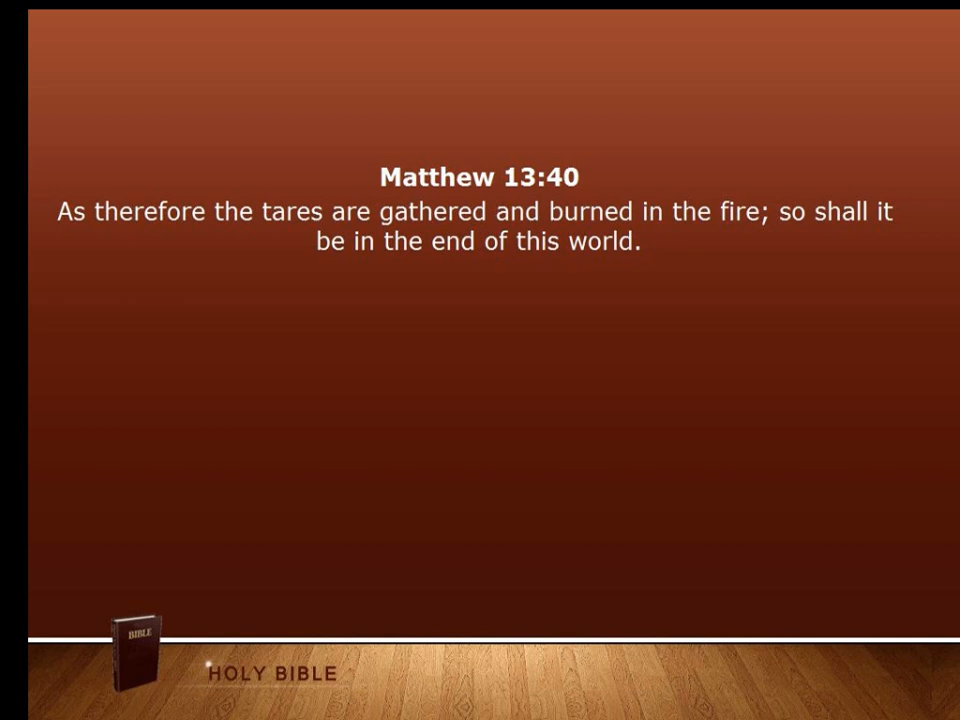 Matthew 13:40
As therefore the tares are gathered and burned in the fire; so shall it
be in the end of this world.
BIBLE
HOLY BIBLE